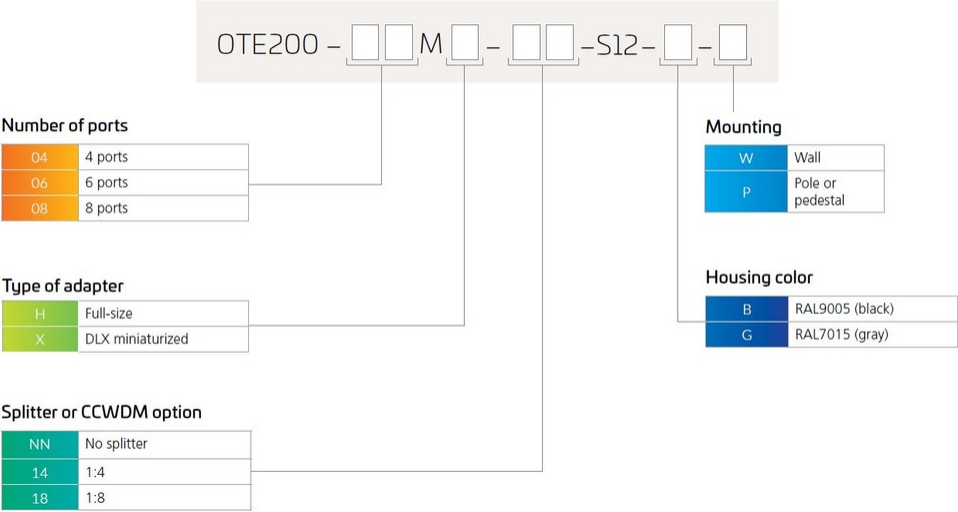 OTE200 – M – –S12– –
Number of ports
04 4 ports
06 6 ports
08 8 ports
Type of adapter
H Full-size
X DLX miniaturized
Splitter or CCWDM option
NN No splitter
14 1:4
18 1:8
Mounting
W Wall
P Pole or
pedestal
Housing color
B RAL9005 (black)
G RAL7015 (gray)